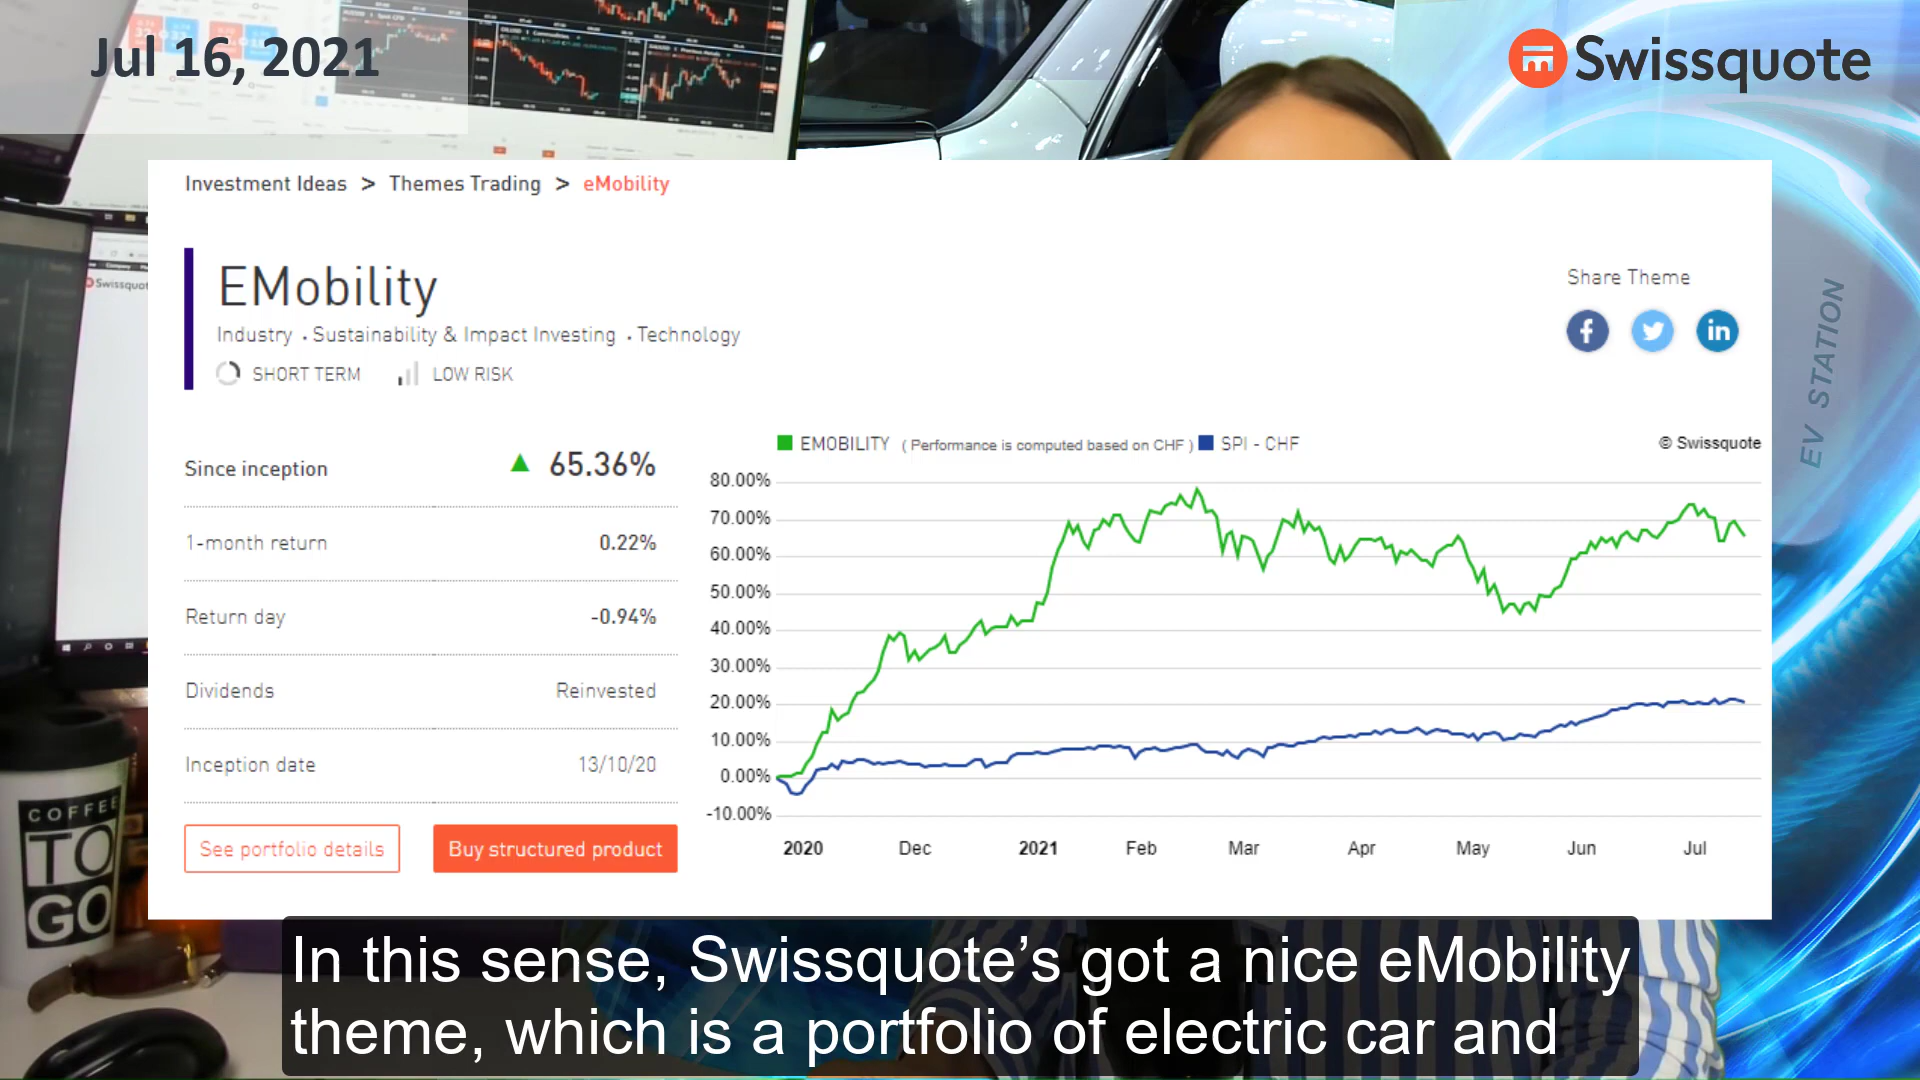 Jul 16, 2021
Swissquote
Investment Ideas > Themes Trading > eMobility
EMobility
Industry · Sustainability & Impact Investing · Technology
SHORT TERM
LOW RISK
Share Theme
Since inception ▲ 65.36%
1-month return 0.22%
Return day -0.94%
Dividends Reinvested
Inception date 13/10/20
See portfolio details
Buy structured product
EMOBILITY ( Performance is computed based on CHF ) SPI - CHF
© Swissquote
80.00%
70.00%
60.00%
50.00%
40.00%
30.00%
20.00%
10.00%
0.00%
-10.00%
2020 Dec 2021 Feb Mar Apr May Jun Jul
EV STATION
Swissquot
COFFEE
TO
GO
In this sense, Swissquote’s got a nice eMobility
theme, which is a portfolio of electric car and